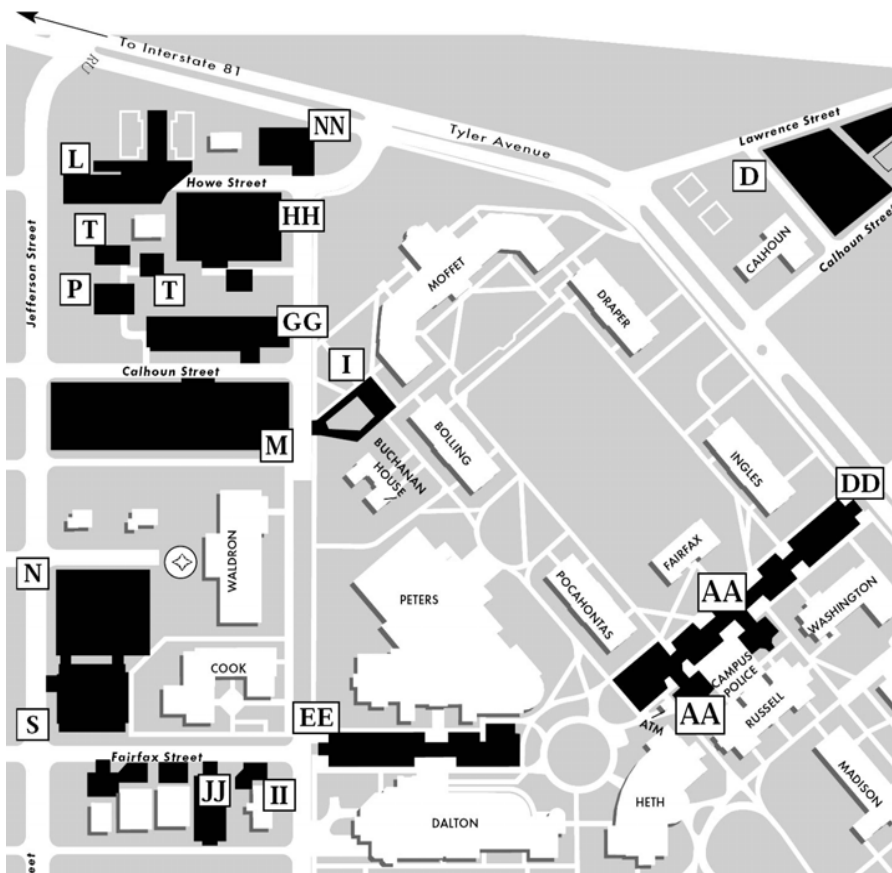 To Interstate 81
RU
Tyler Avenue
NN
Lawrence Street
L
Howe Street
D
HH
T
Calhoun Street
CALHOUN
Jefferson Street
MOFFET
P
T
DRAPER
GG
I
Calhoun Street
BOLLING
M
BUCHANAN
HOUSE
INGLES
DD
N
WALDRON
FAIRFAX
PETERS
POCAHONTAS
AA
WASHINGTON
COOK
CAMPUS
POLICE
S
EE
ATM
AA
RUSSELL
Fairfax Street
MADISON
JJ
II
HETH
DALTON